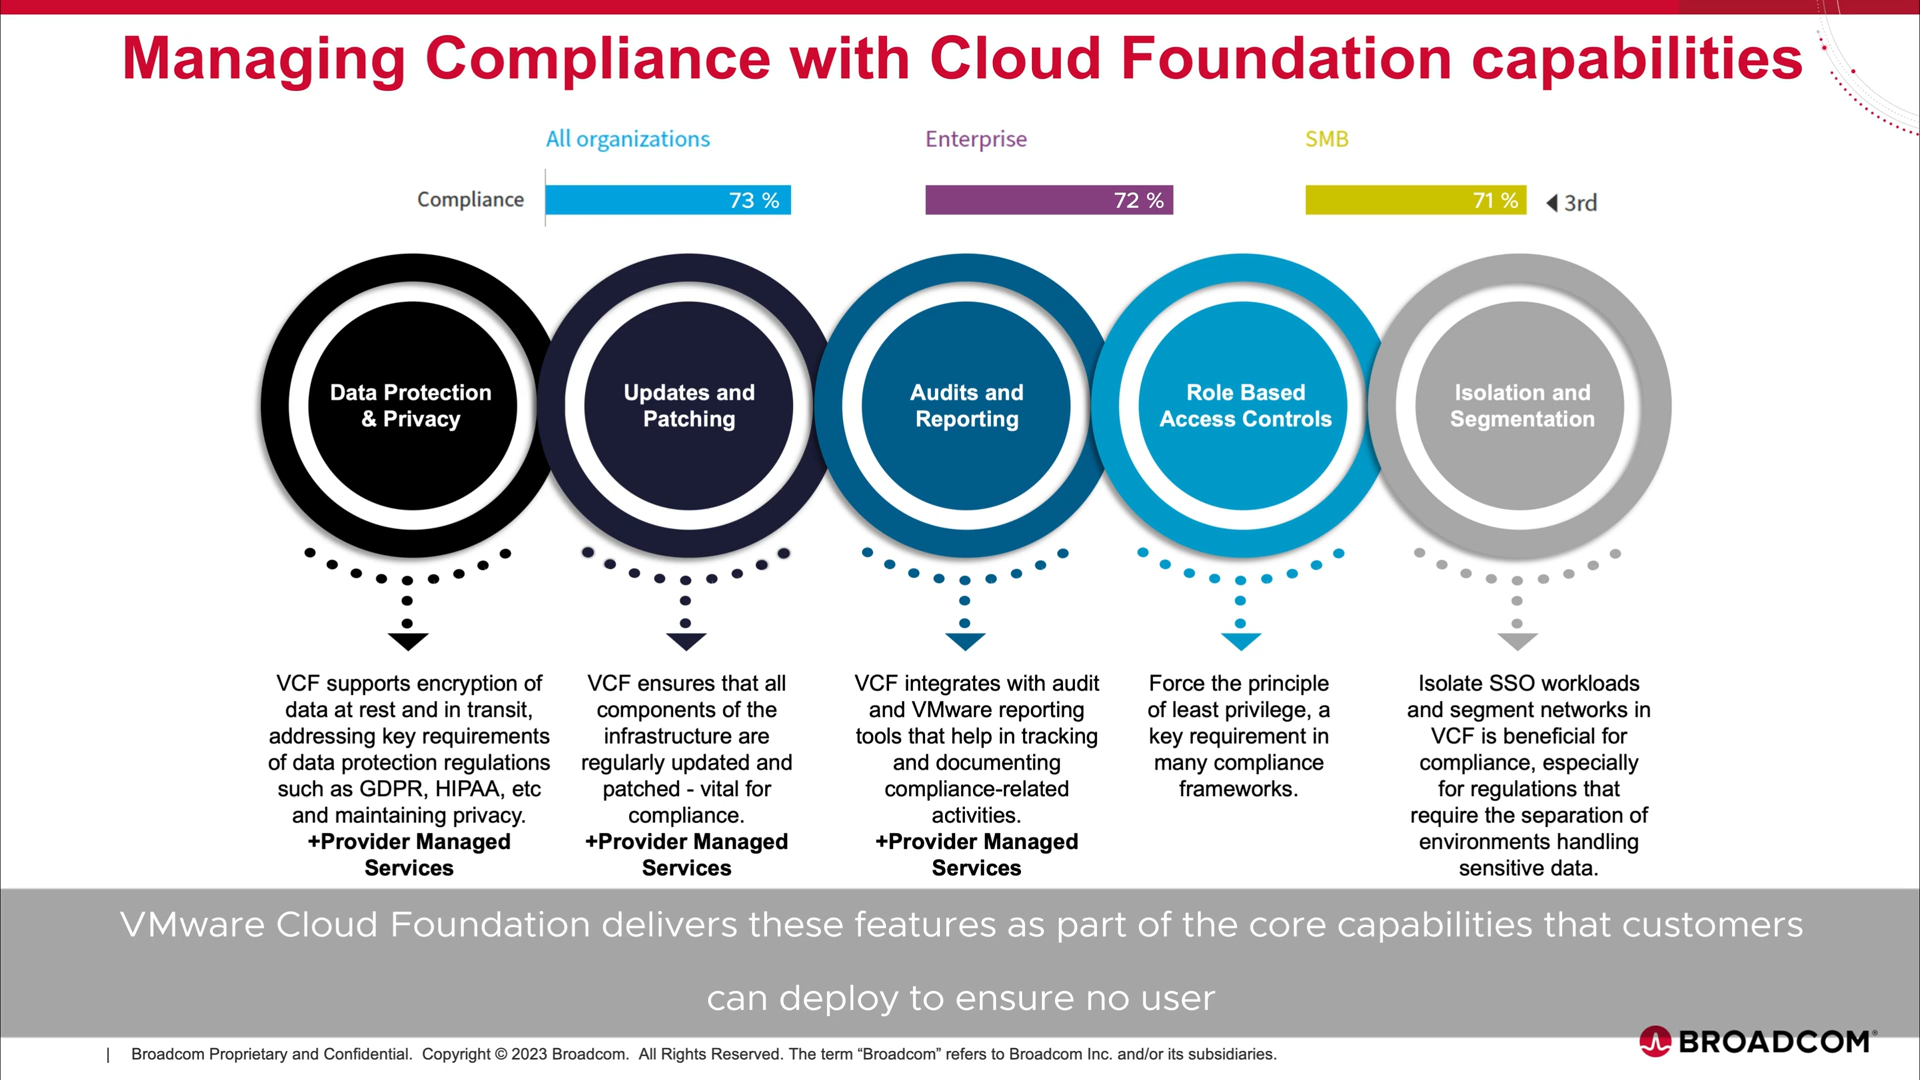 Managing Compliance with Cloud Foundation capabilities
All organizations
Enterprise
SMB
Compliance
73 %
72 %
71 %
3rd
Data Protection
& Privacy
Updates and
Patching
Audits and
Reporting
Role Based
Access Controls
Isolation and
Segmentation
VCF supports encryption of
data at rest and in transit,
addressing key requirements
of data protection regulations
such as GDPR, HIPAA, etc
and maintaining privacy.
+Provider Managed
Services
VCF ensures that all
components of the
infrastructure are
regularly updated and
patched - vital for
compliance.
+Provider Managed
Services
VCF integrates with audit
and VMware reporting
tools that help in tracking
and documenting
compliance-related
activities.
+Provider Managed
Services
Force the principle
of least privilege, a
key requirement in
many compliance
frameworks.
Isolate SSO workloads
and segment networks in
VCF is beneficial for
compliance, especially
for regulations that
require the separation of
environments handling
sensitive data.
VMware Cloud Foundation delivers these features as part of the core capabilities that customers
can deploy to ensure no user
| Broadcom Proprietary and Confidential. Copyright © 2023 Broadcom. All Rights Reserved. The term “Broadcom” refers to Broadcom Inc. and/or its subsidiaries.
BROADCOM®